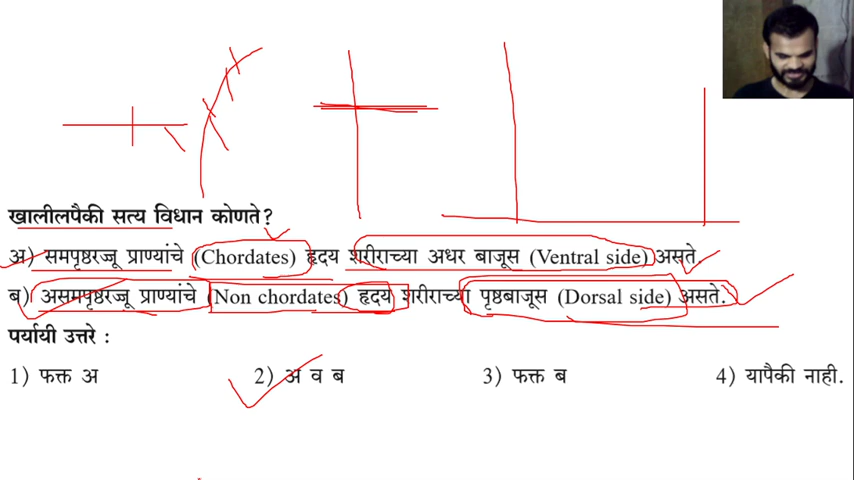 खालीलपैकी सत्य विधान कोणते?
अ) समपृष्ठरज्जू प्राण्यांचे (Chordates) हृदय शरीराच्या अधर बाजूस (Ventral side) असते
ब) असमपृष्ठरज्जू प्राण्यांचे (Non chordates) हृदय शरीराच्या पृष्ठबाजूस (Dorsal side) असते.
पर्यायी उत्तरे :
1) फक्त अ 2) अ व ब 3) फक्त ब 4) यापैकी नाही.